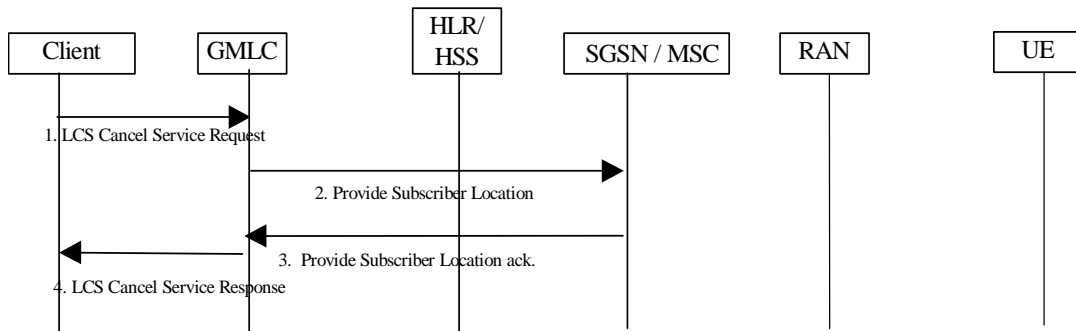 Client
GMLC
HLR/
HSS
SGSN / MSC
RAN
UE
1. LCS Cancel Service Request
2. Provide Subscriber Location
3. Provide Subscriber Location ack.
4. LCS Cancel Service Response